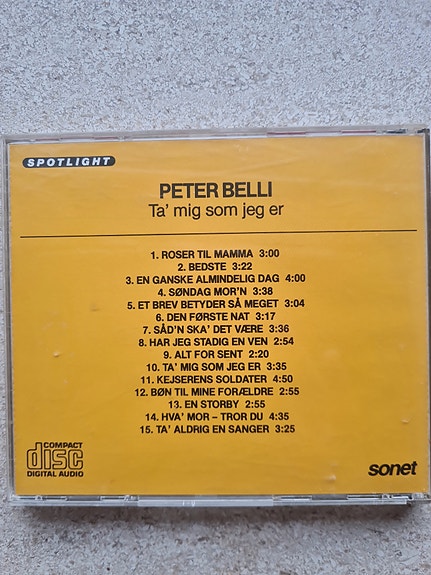 SPOTLIGHT
PETER BELLI
Ta' mig som jeg er
1. ROSER TIL MAMMA 3:00
2. BEDSTE 3:22
3. EN GANSKE ALMINDELIG DAG 4:00
4. SØNDAG MOR'N 3:38
5. ET BREV BETYDER SÅ MEGET 3:04
6. DEN FØRSTE NAT 3:17
7. SÅD'N SKA' DET VÆRE 3:36
8. HAR JEG STADIG EN VEN 2:54
9. ALT FOR SENT 2:20
10. TA' MIG SOM JEG ER 3:35
11. KEJSERENS SOLDATER 4:50
12. BØN TIL MINE FORÆLDRE 2:55
13. EN STORBY 2:55
14. HVA' MOR – TROR DU 4:35
15. TA' ALDRIG EN SANGER 3:25
COMPACT
disc
DIGITAL AUDIO
sonet